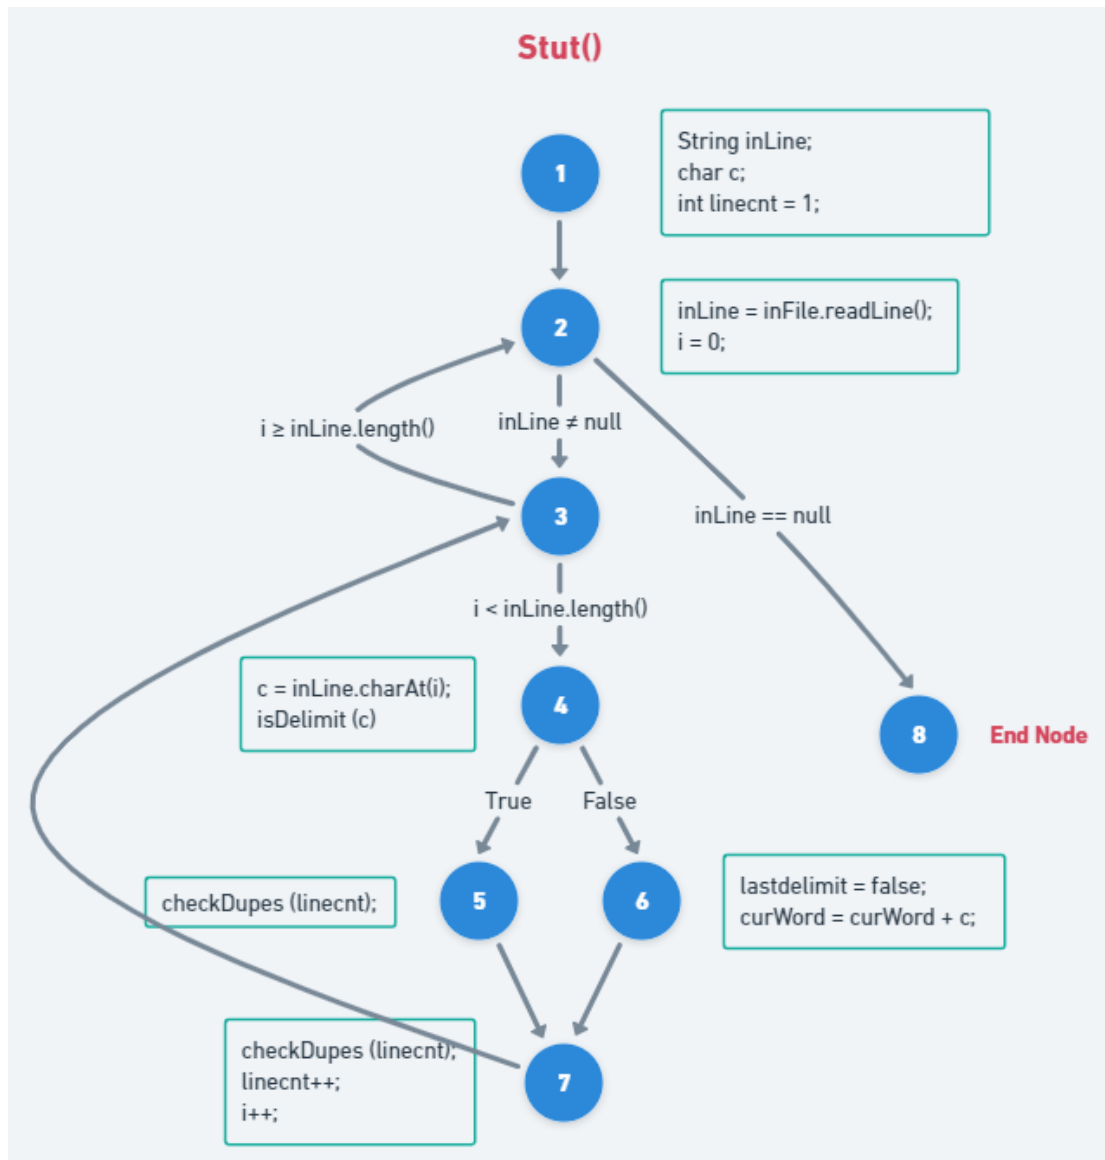 Stut()
1
String inLine;
char c;
int linecnt = 1;
2
inLine = inFile.readLine();
i = 0;
i ≥ inLine.length()
inLine ≠ null
inLine == null
3
i < inLine.length()
c = inLine.charAt(i);
isDelimit (c)
4
8
End Node
True
False
checkDupes (linecnt);
5
6
lastdelimit = false;
curWord = curWord + c;
checkDupes (linecnt);
linecnt++;
i++;
7